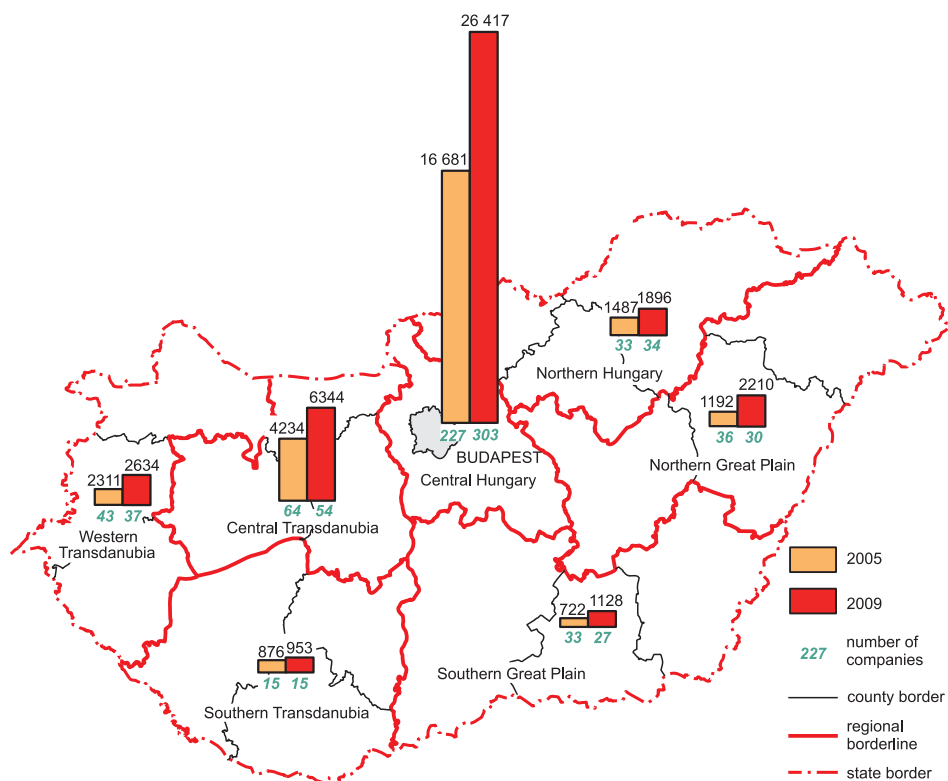 26 417
16 681
227 303
BUDAPEST
Central Hungary
1487 1896
33 34
Northern Hungary
1192 2210
36 30
Northern Great Plain
4234 6344
64 54
Central Transdanubia
2311 2634
43 37
Western
Transdanubia
876 953
15 15
Southern Transdanubia
722 1128
33 27
Southern Great Plain
2005
2009
227 number of
companies
county border
regional
borderline
state border